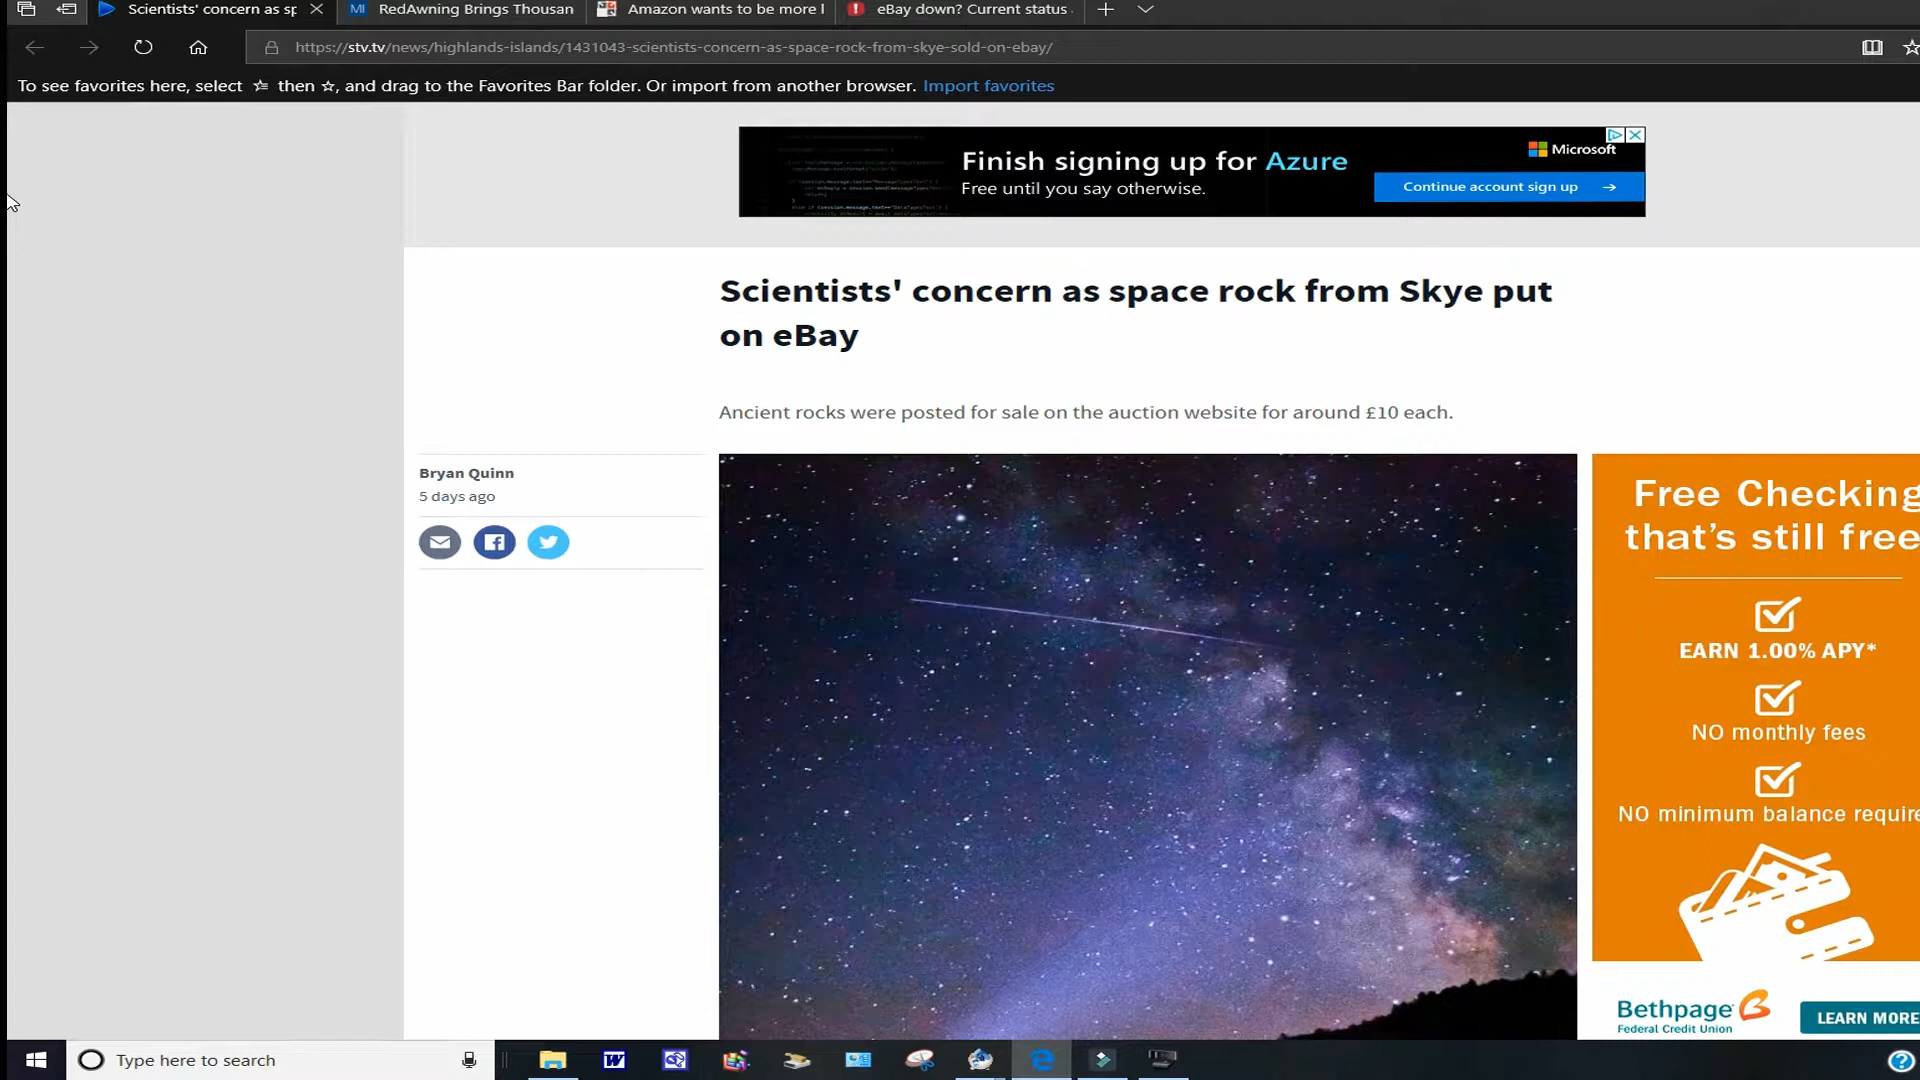 Scientists' concern as sp
RedAwning Brings Thousan
Amazon wants to be more l
eBay down? Current status
https://stv.tv/news/highlands-islands/1431043-scientists-concern-as-space-rock-from-skye-sold-on-ebay/
To see favorites here, select then ☆, and drag to the Favorites Bar folder. Or import from another browser. Import favorites
Finish signing up for Azure
Free until you say otherwise.
Microsoft
Continue account sign up →
Scientists' concern as space rock from Skye put
on eBay
Ancient rocks were posted for sale on the auction website for around £10 each.
Bryan Quinn
5 days ago
Free Checking
that's still free
EARN 1.00% APY*
NO monthly fees
NO minimum balance require
Bethpage
Federal Credit Union
LEARN MORE
Type here to search